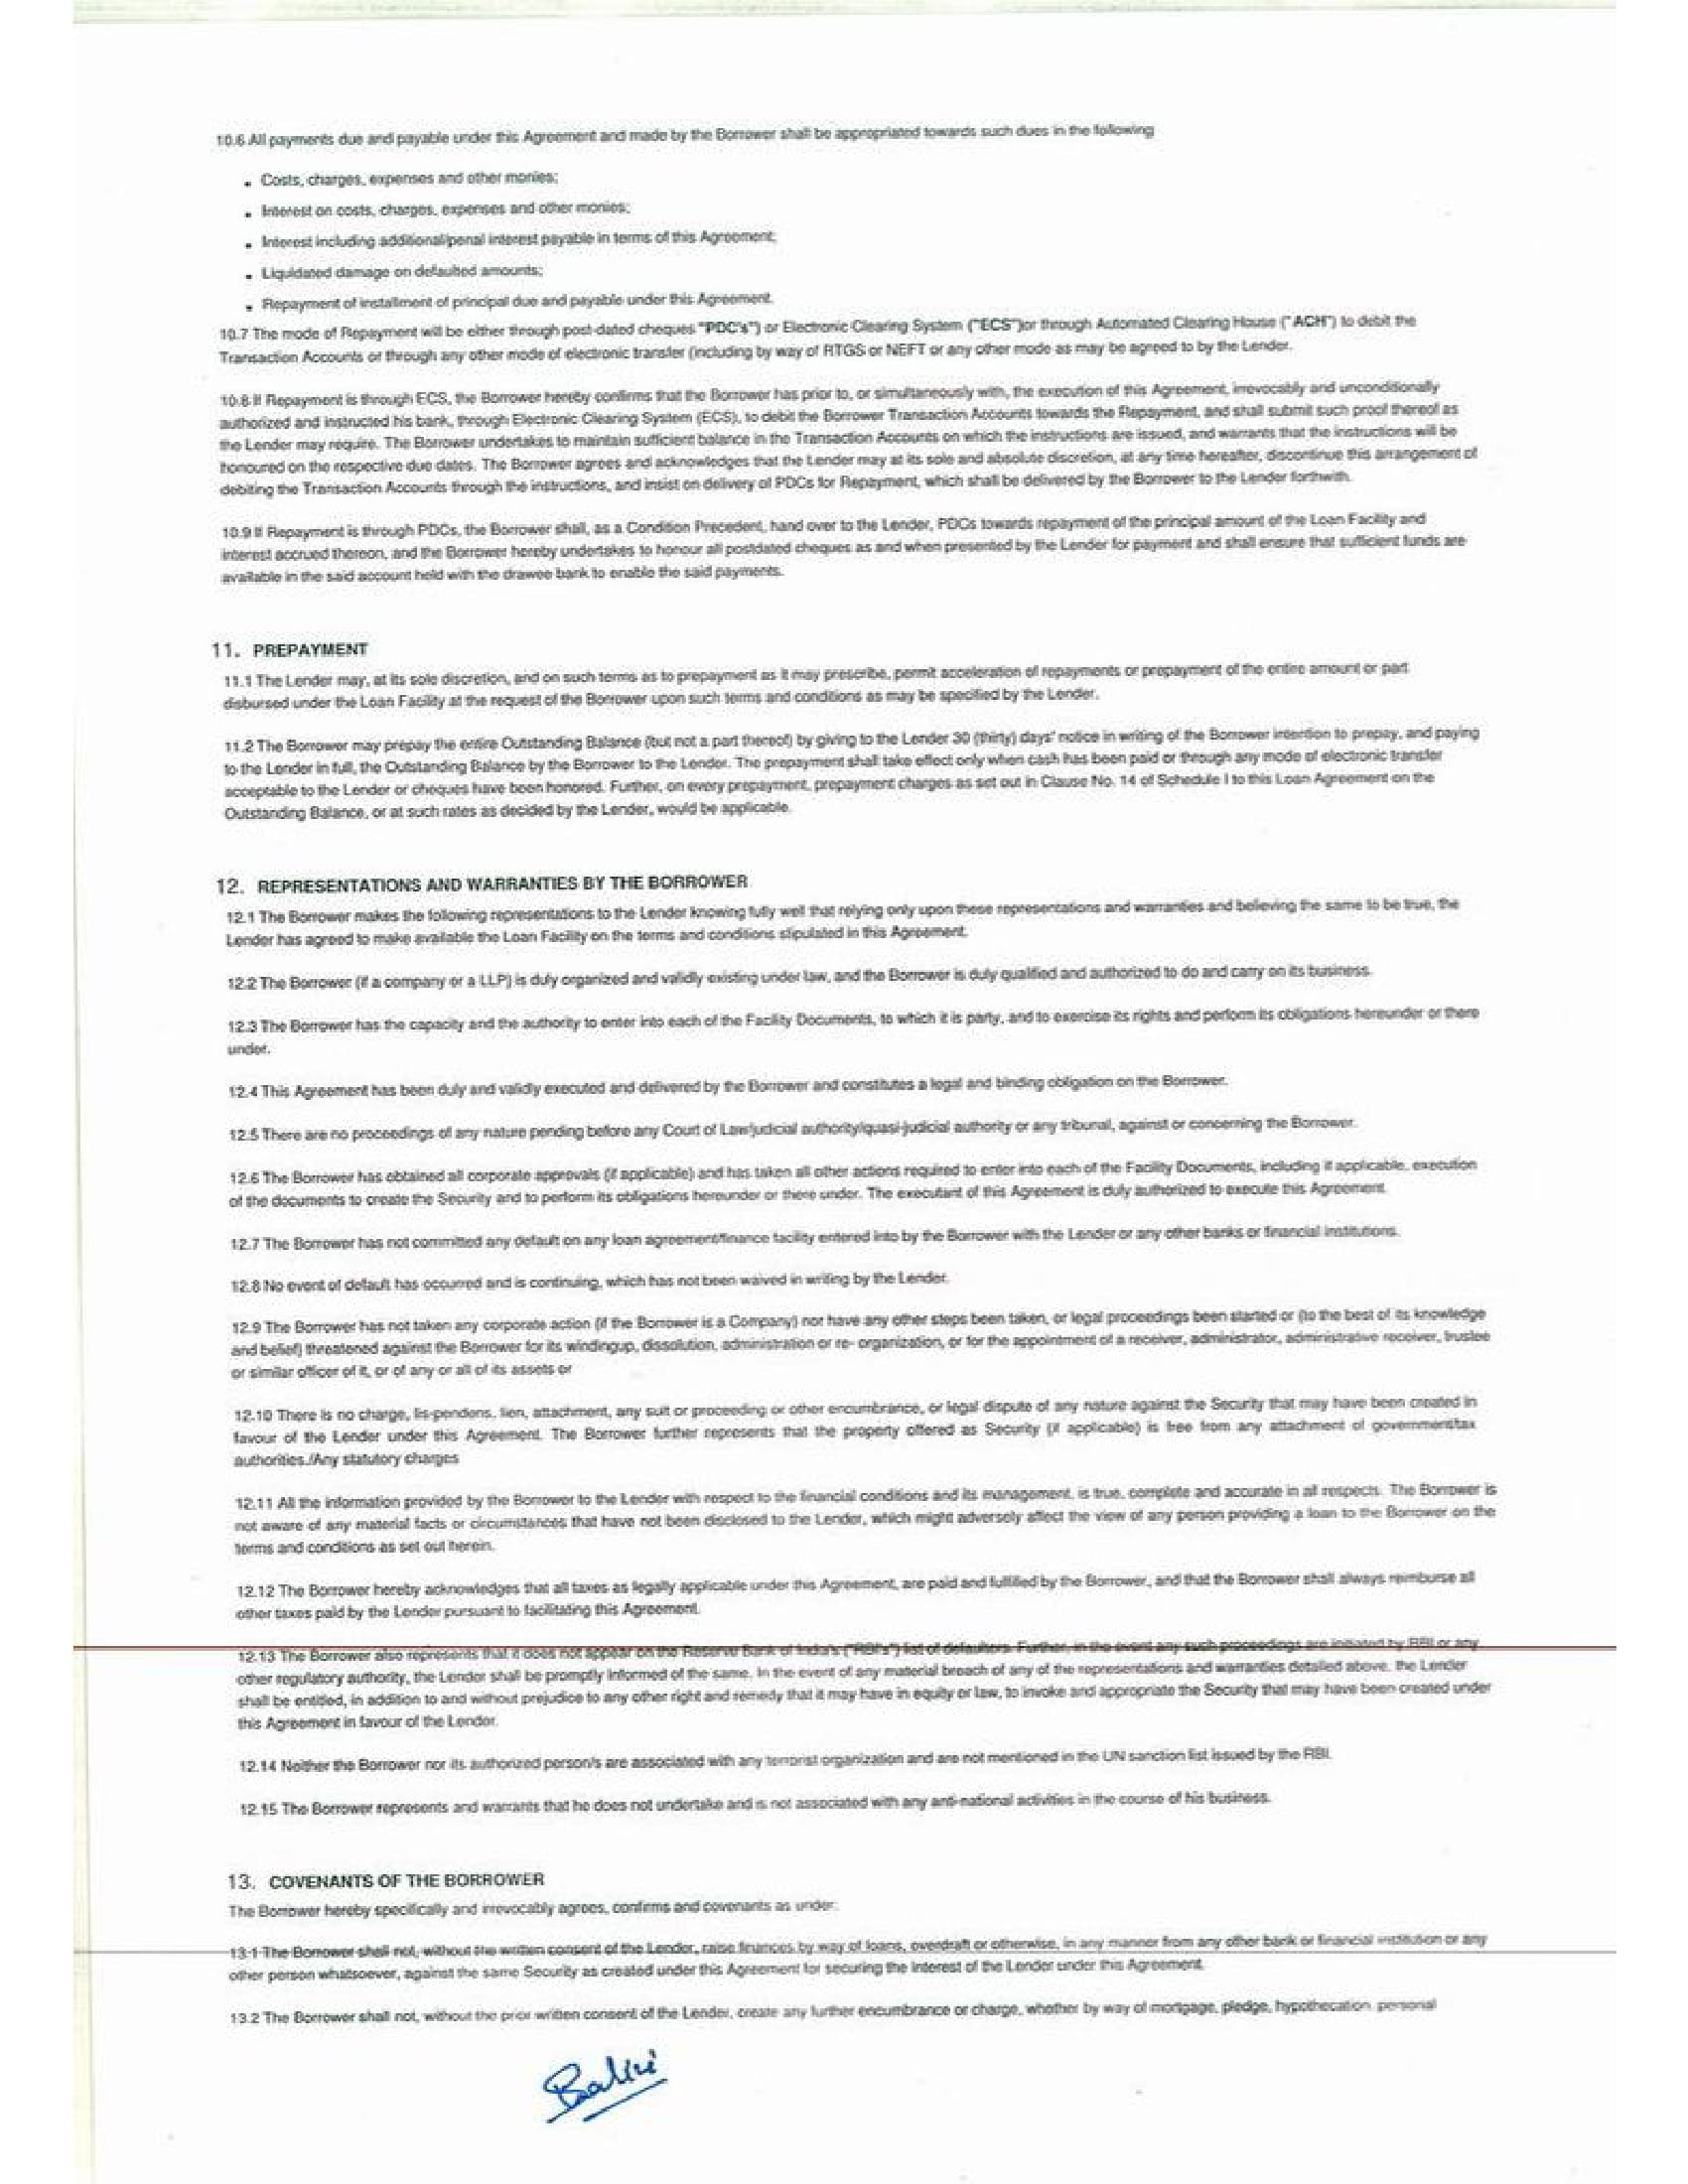 10.6 All payments due and payable under this Agreement and made by the Borrower shall be appropriated towards such dues in the following
• Costs, charges, expenses and other monies;
• Interest on costs, charges, expenses and other monies;
• Interest including additional/penal interest payable in terms of this Agreement;
• Liquidated damage on defaulted amounts;
• Repayment of installment of principal due and payable under this Agreement.
10.7 The mode of Repayment will be either through post-dated cheques "PDC's") or Electronic Clearing System ("ECS")or through Automated Clearing House ("ACH") to debit the
Transaction Accounts or through any other mode of electronic transfer (including by way of RTGS or NEFT or any other mode as may be agreed to by the Lender.
10.8 If Repayment is through ECS, the Borrower hereby confirms that the Borrower has prior to, or simultaneously with, the execution of this Agreement, irrevocably and unconditionally
authorized and instructed his bank, through Electronic Clearing System (ECS), to debit the Borrower Transaction Accounts towards the Repayment, and shall submit such proof thereof as
the Lender may require. The Borrower undertakes to maintain sufficient balance in the Transaction Accounts on which the instructions are issued, and warrants that the instructions will be
honoured on the respective due dates. The Borrower agrees and acknowledges that the Lender may at its sole and absolute discretion, at any time hereafter, discontinue this arrangement of
debiting the Transaction Accounts through the instructions, and insist on delivery of PDCs for Repayment, which shall be delivered by the Borrower to the Lender forthwith.
10.9 If Repayment is through PDCs, the Borrower shall, as a Condition Precedent, hand over to the Lender, PDCs towards repayment of the principal amount of the Loan Facility and
interest accrued thereon, and the Borrower hereby undertakes to honour all postdated cheques as and when presented by the Lender for payment and shall ensure that sufficient funds are
available in the said account held with the drawee bank to enable the said payments.
11. PREPAYMENT
11.1 The Lender may, at its sole discretion, and on such terms as to prepayment as it may prescribe, permit acceleration of repayments or prepayment of the entire amount or part
disbursed under the Loan Facility at the request of the Borrower upon such terms and conditions as may be specified by the Lender.
11.2 The Borrower may prepay the entire Outstanding Balance (but not a part thereof) by giving to the Lender 30 (thirty) days' notice in writing of the Borrower intention to prepay, and paying
to the Lender in full, the Outstanding Balance by the Borrower to the Lender. The prepayment shall take effect only when cash has been paid or through any mode of electronic transfer
acceptable to the Lender or cheques have been honored. Further, on every prepayment, prepayment charges as set out in Clause No. 14 of Schedule I to this Loan Agreement on the
Outstanding Balance, or at such rates as decided by the Lender, would be applicable.
12. REPRESENTATIONS AND WARRANTIES BY THE BORROWER
12.1 The Borrower makes the following representations to the Lender knowing fully well that relying only upon these representations and warranties and believing the same to be true, the
Lender has agreed to make available the Loan Facility on the terms and conditions stipulated in this Agreement.
12.2 The Borrower (if a company or a LLP) is duly organized and validly existing under law, and the Borrower is duly qualified and authorized to do and carry on its business.
12.3 The Borrower has the capacity and the authority to enter into each of the Facility Documents, to which it is party, and to exercise its rights and perform its obligations hereunder or there
under.
12.4 This Agreement has been duly and validly executed and delivered by the Borrower and constitutes a legal and binding obligation on the Borrower.
12.5 There are no proceedings of any nature pending before any Court of Law/judicial authority/quasi-judicial authority or any tribunal, against or concerning the Borrower.
12.6 The Borrower has obtained all corporate approvals (if applicable) and has taken all other actions required to enter into each of the Facility Documents, including if applicable, execution
of the documents to create the Security and to perform its obligations hereunder or there under. The executant of this Agreement is duly authorized to execute this Agreement.
12.7 The Borrower has not committed any default on any loan agreement/finance facility entered into by the Borrower with the Lender or any other banks or financial institutions.
12.8 No event of default has occurred and is continuing, which has not been waived in writing by the Lender.
12.9 The Borrower has not taken any corporate action (if the Borrower is a Company) nor have any other steps been taken, or legal proceedings been started or (to the best of its knowledge
and belief) threatened against the Borrower for its windingup, dissolution, administration or re- organization, or for the appointment of a receiver, administrator, administrative receiver, trustee
or similar officer of it, or of any or all of its assets or
12.10 There is no charge, lis-pendens, lien, attachment, any suit or proceeding or other encumbrance, or legal dispute of any nature against the Security that may have been created in
favour of the Lender under this Agreement. The Borrower further represents that the property offered as Security (if applicable) is free from any attachment of government/tax
authorities./Any statutory charges
12.11 All the information provided by the Borrower to the Lender with respect to the financial conditions and its management, is true, complete and accurate in all respects. The Borrower is
not aware of any material facts or circumstances that have not been disclosed to the Lender, which might adversely affect the view of any person providing a loan to the Borrower on the
terms and conditions as set out herein.
12.12 The Borrower hereby acknowledges that all taxes as legally applicable under this Agreement, are paid and fulfilled by the Borrower, and that the Borrower shall always reimburse all
other taxes paid by the Lender pursuant to facilitating this Agreement.
12.13 The Borrower also represents that it does not appear on the Reserve Bank of India's ("RBI's") list of defaulters. Further, in the event any such proceedings are initiated by RBI or any
other regulatory authority, the Lender shall be promptly informed of the same. In the event of any material breach of any of the representations and warranties detailed above, the Lender
shall be entitled, in addition to and without prejudice to any other right and remedy that it may have in equity or law, to invoke and appropriate the Security that may have been created under
this Agreement in favour of the Lender.
12.14 Neither the Borrower nor its authorized person/s are associated with any terrorist organization and are not mentioned in the UN sanction list issued by the RBI.
12.15 The Borrower represents and warrants that he does not undertake and is not associated with any anti-national activities in the course of his business.
13. COVENANTS OF THE BORROWER
The Borrower hereby specifically and irrevocably agrees, confirms and covenants as under:
13.1 The Borrower shall not, without the written consent of the Lender, raise finances by way of loans, overdraft or otherwise, in any manner from any other bank or financial institution or any
other person whatsoever, against the same Security as created under this Agreement for securing the interest of the Lender under this Agreement.
13.2 The Borrower shall not, without the prior written consent of the Lender, create any further encumbrance or charge, whether by way of mortgage, pledge, hypothecation, personal